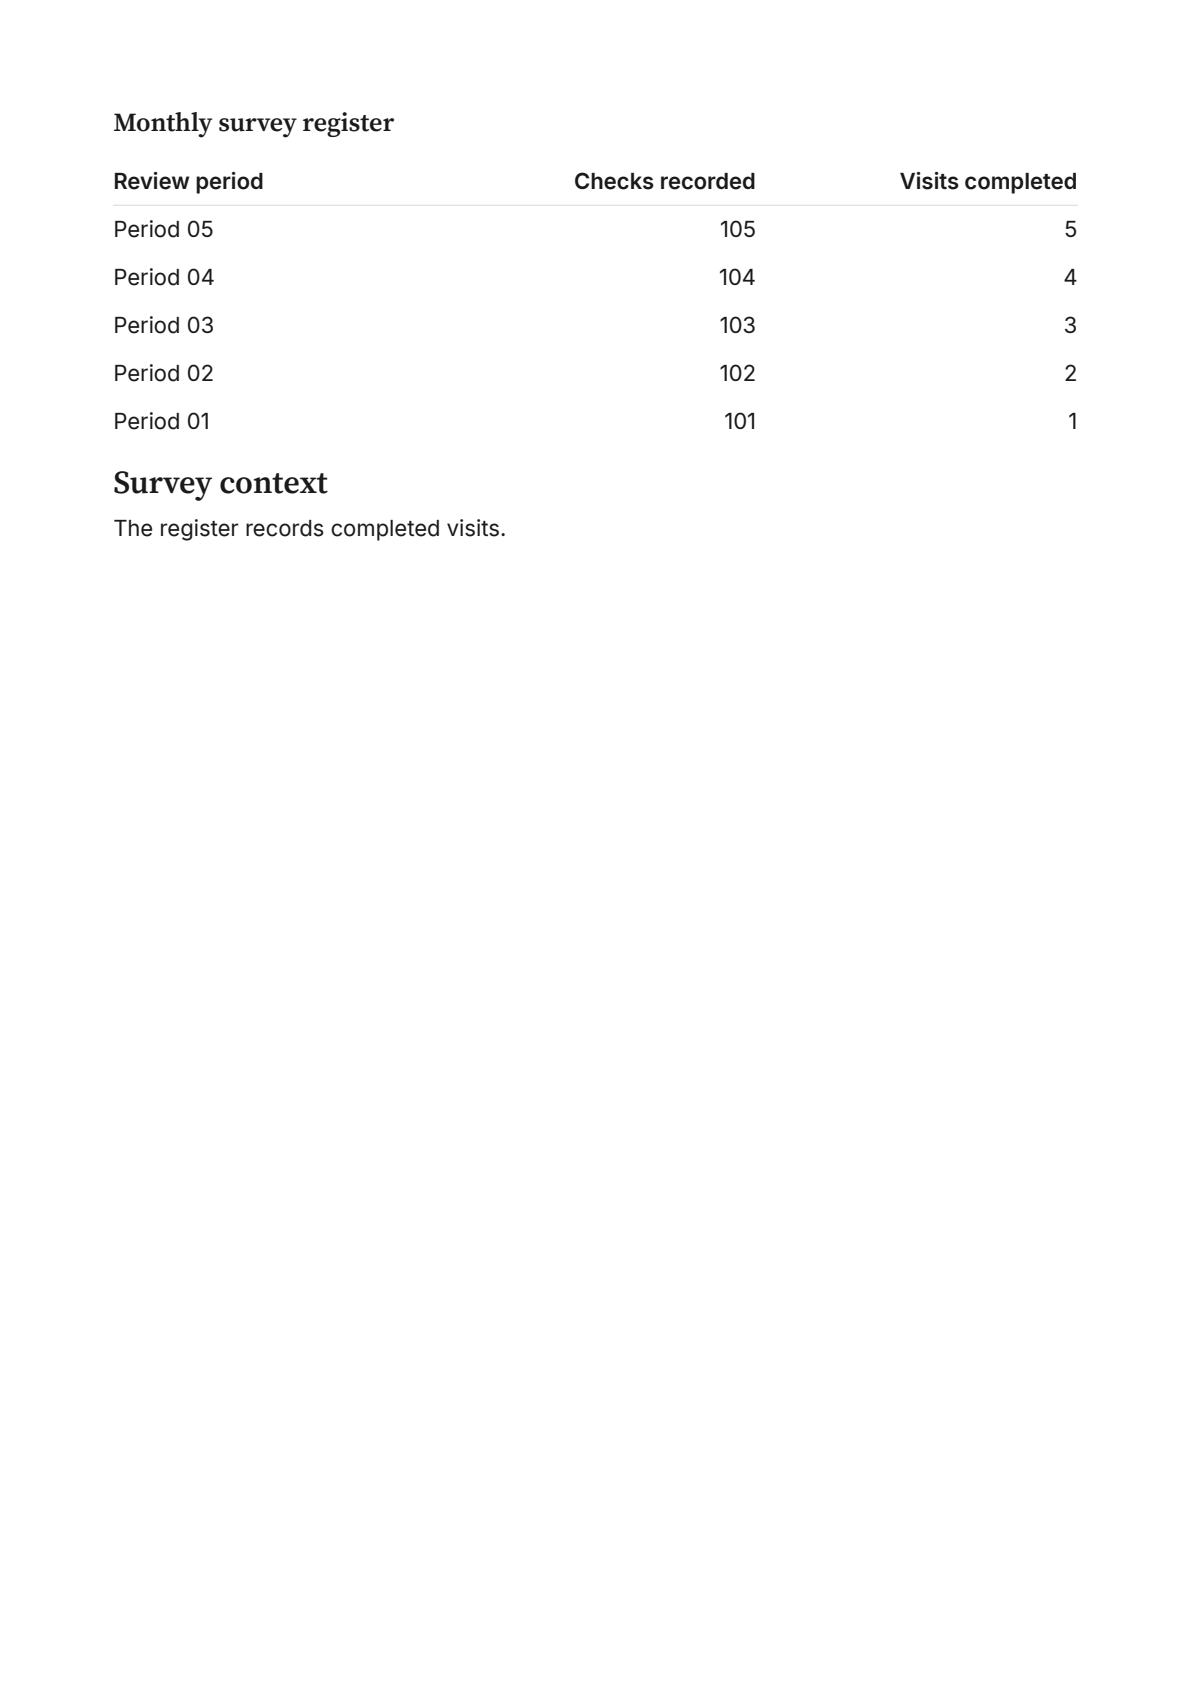 Monthly survey register
Review period Checks recorded Visits completed
Period 05 105 5
Period 04 104 4
Period 03 103 3
Period 02 102 2
Period 01 101 1
Survey context
The register records completed visits.